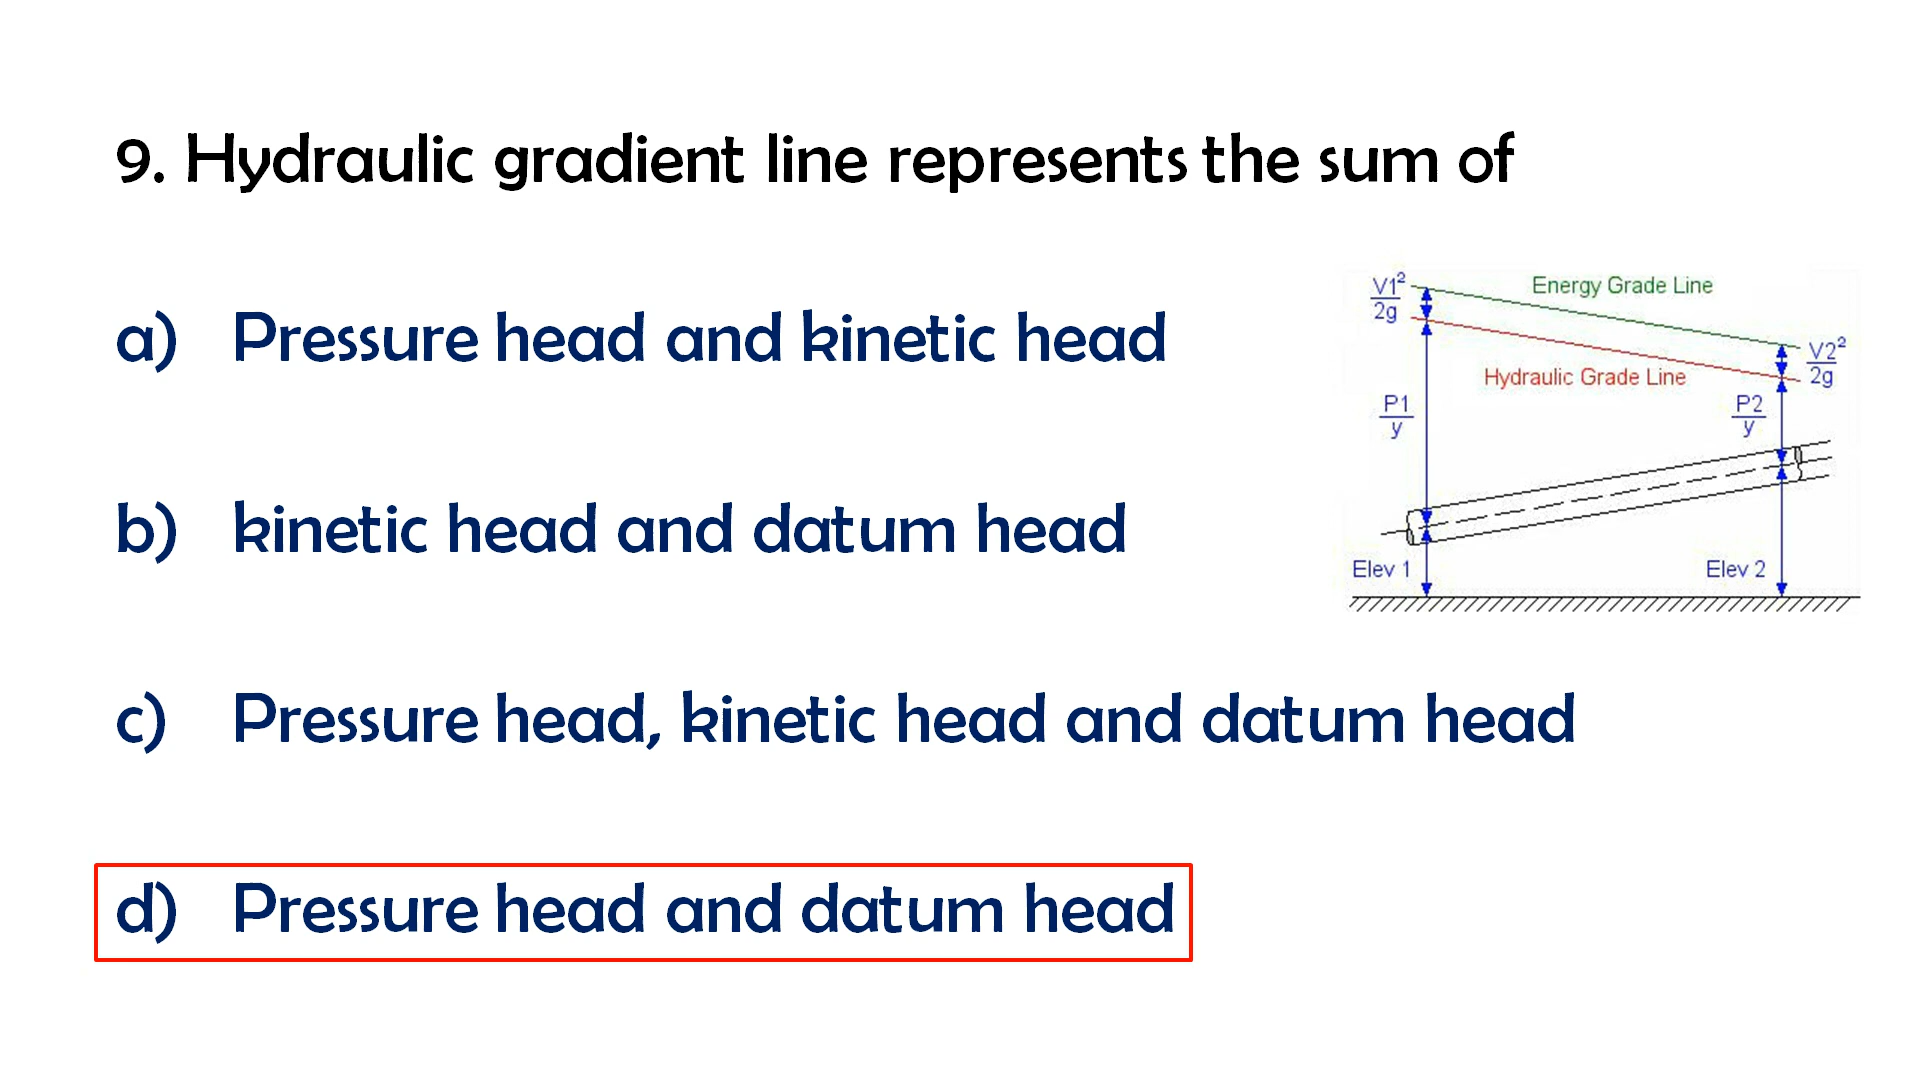 9. Hydraulic gradient line represents the sum of
a) Pressure head and kinetic head
b) kinetic head and datum head
c) Pressure head, kinetic head and datum head
d) Pressure head and datum head
V1²
2g
Energy Grade Line
V2²
2g
Hydraulic Grade Line
P1
y
P2
y
Elev 1
Elev 2